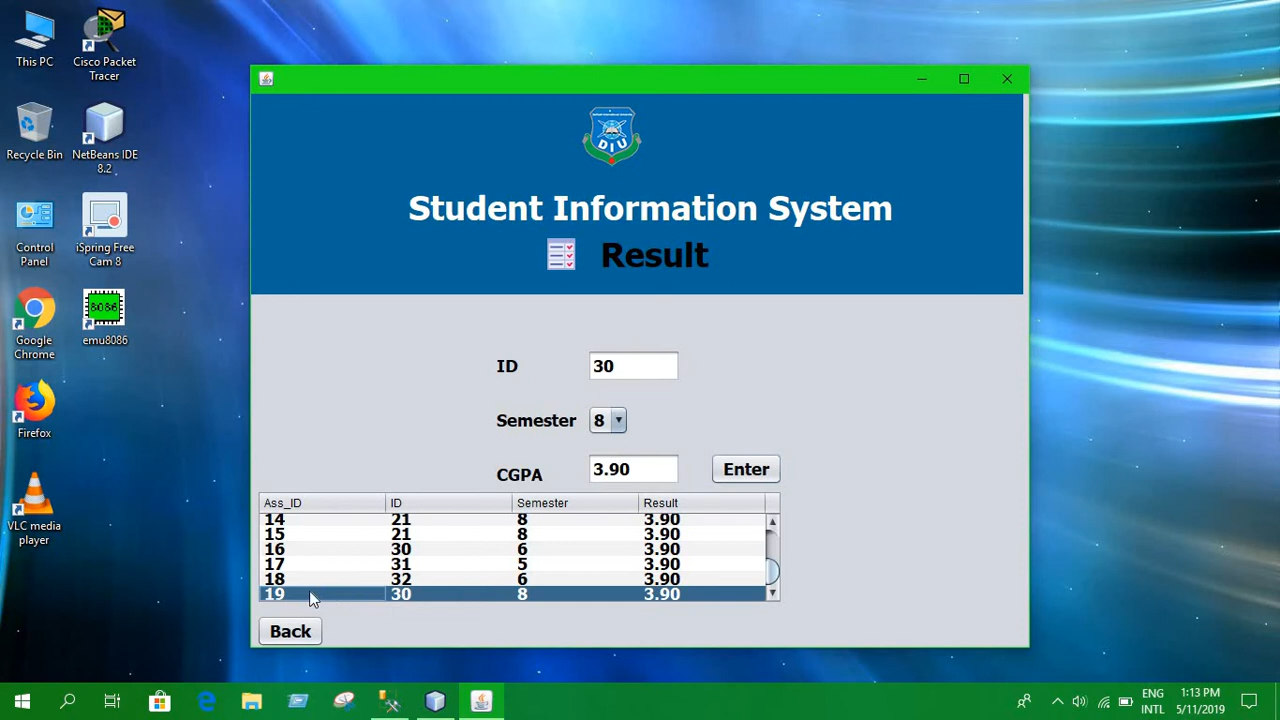 This PC
Cisco Packet
Tracer
Recycle Bin
NetBeans IDE
8.2
Control
Panel
iSpring Free
Cam 8
Google
Chrome
8086
emu8086
Firefox
VLC media
player
DIU
Student Information System
Result
ID 30
Semester 8
CGPA 3.90 Enter
Ass_ID ID Semester Result
14 21 8 3.90
15 21 8 3.90
16 30 6 3.90
17 31 5 3.90
18 32 6 3.90
19 30 8 3.90
Back
ENG
INTL
1:13 PM
5/11/2019